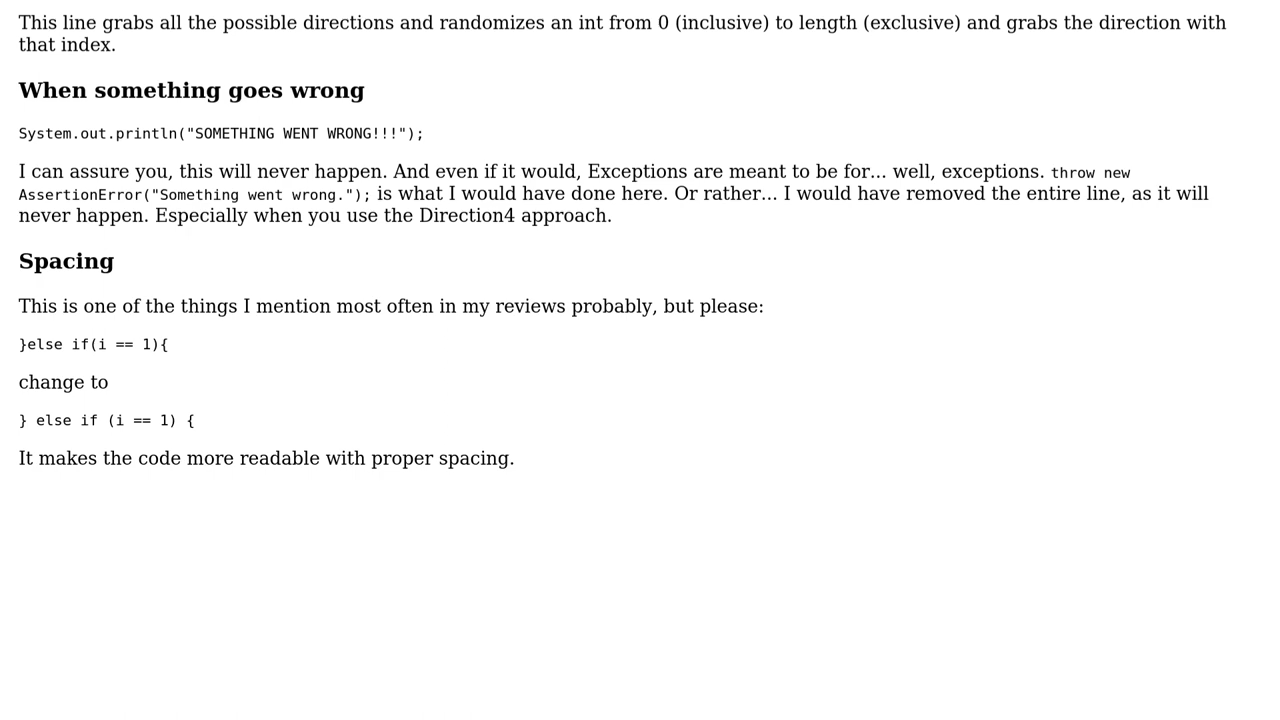 This line grabs all the possible directions and randomizes an int from 0 (inclusive) to length (exclusive) and grabs the direction with
that index.
When something goes wrong
System.out.println("SOMETHING WENT WRONG!!!");
I can assure you, this will never happen. And even if it would, Exceptions are meant to be for... well, exceptions. throw new
AssertionError("Something went wrong."); is what I would have done here. Or rather... I would have removed the entire line, as it will
never happen. Especially when you use the Direction4 approach.
Spacing
This is one of the things I mention most often in my reviews probably, but please:
}else if(i == 1){
change to
} else if (i == 1) {
It makes the code more readable with proper spacing.